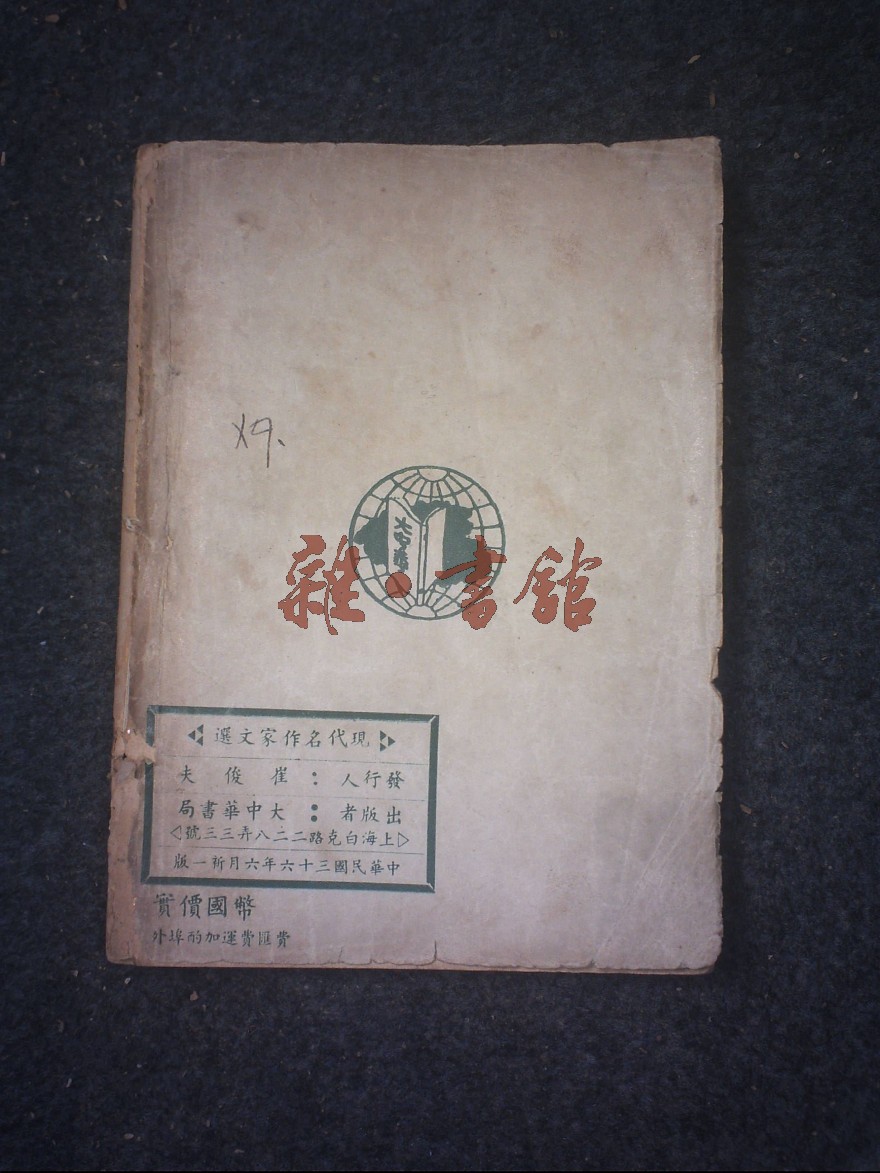 X9.
大中華
雜·書館
現代名作家文選
發行人：崔俊夫
出版者：大中華書局
上海白克路二二八弄三三號
中華民國三十六年六月新一版
實價國幣
外埠酌加運費匯費